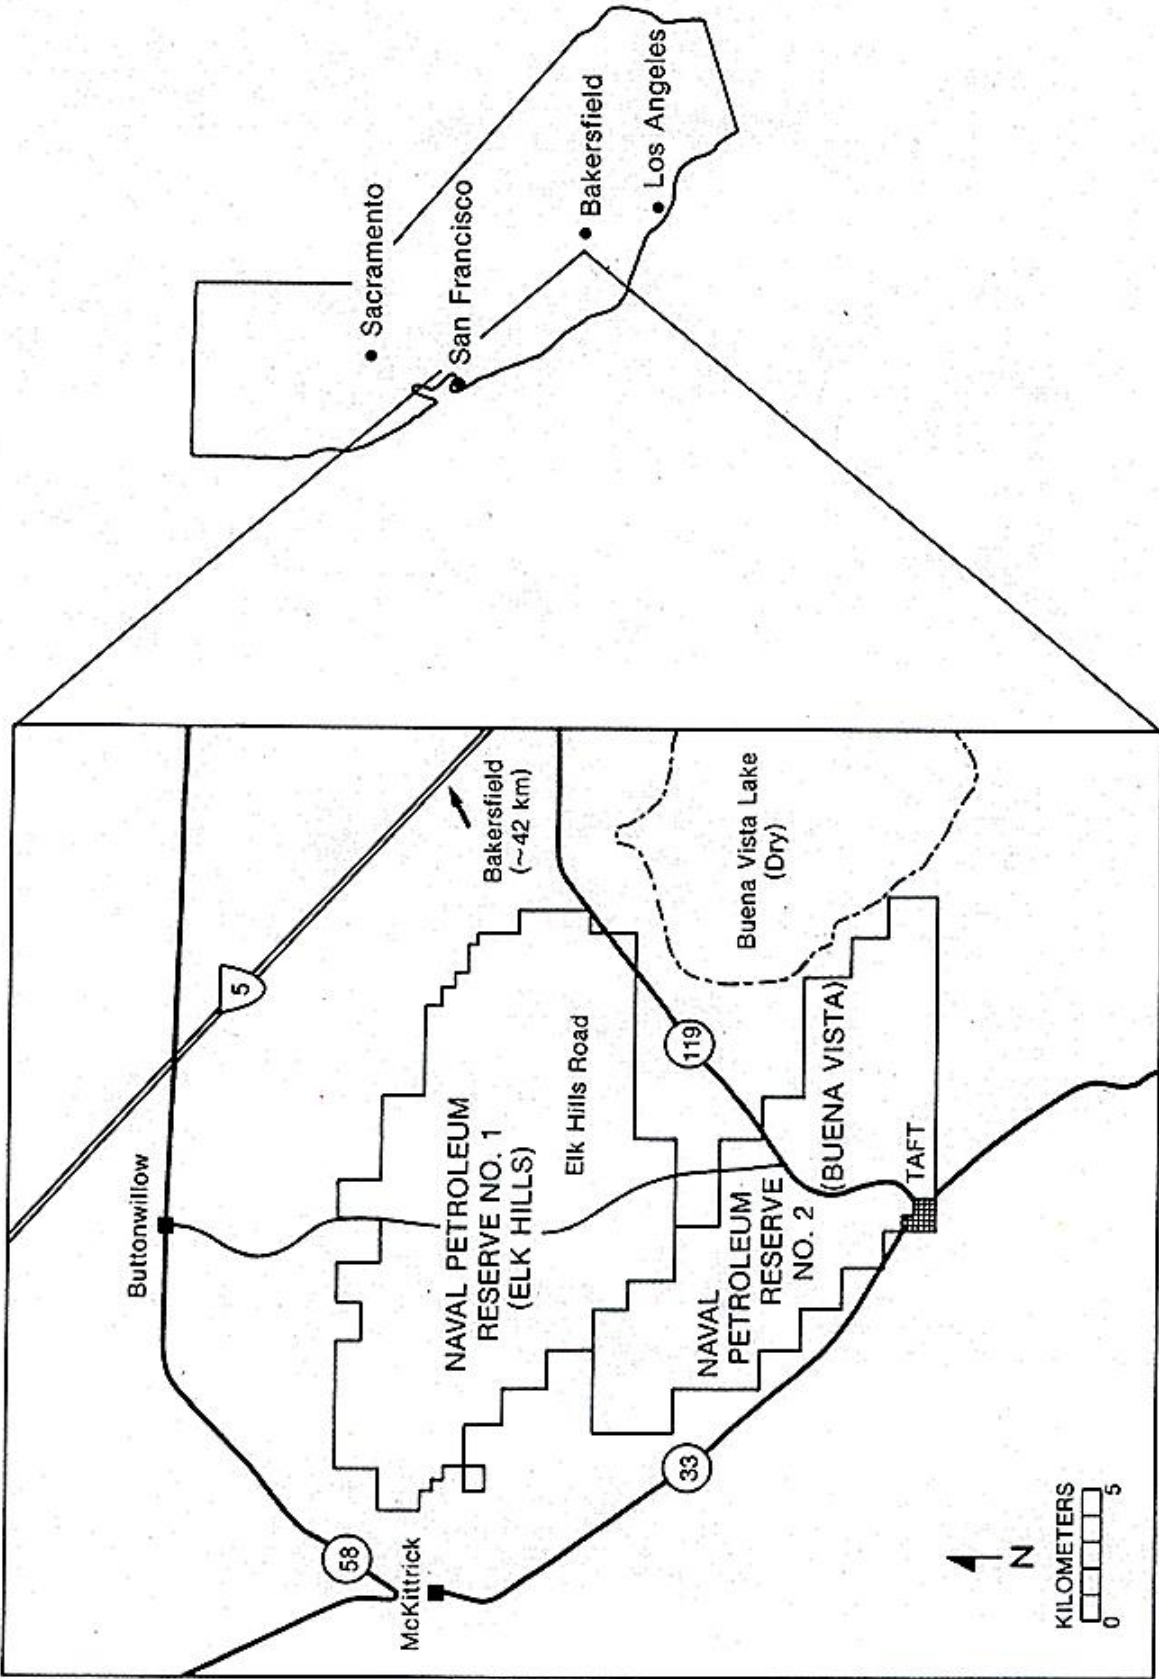 Buttonwillow
5
58
McKittrick
NAVAL PETROLEUM
RESERVE NO. 1
(ELK HILLS)
Elk Hills Road
Bakersfield
(~42 km)
119
Buena Vista Lake
(Dry)
NAVAL
PETROLEUM
RESERVE
NO. 2
(BUENA VISTA)
33
TAFT
N
KILOMETERS
0 5
Sacramento
San Francisco
Bakersfield
Los Angeles